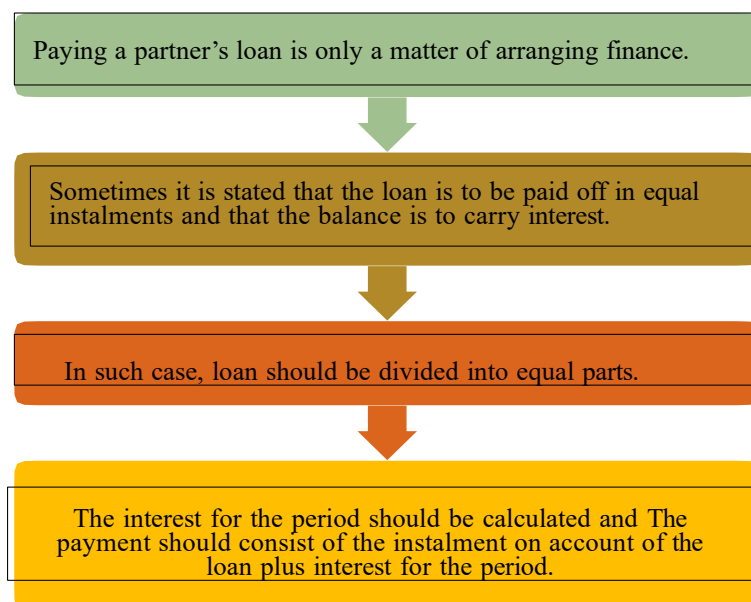 Paying a partner’s loan is only a matter of arranging finance.
Sometimes it is stated that the loan is to be paid off in equal
instalments and that the balance is to carry interest.
In such case, loan should be divided into equal parts.
The interest for the period should be calculated and The
payment should consist of the instalment on account of the
loan plus interest for the period.